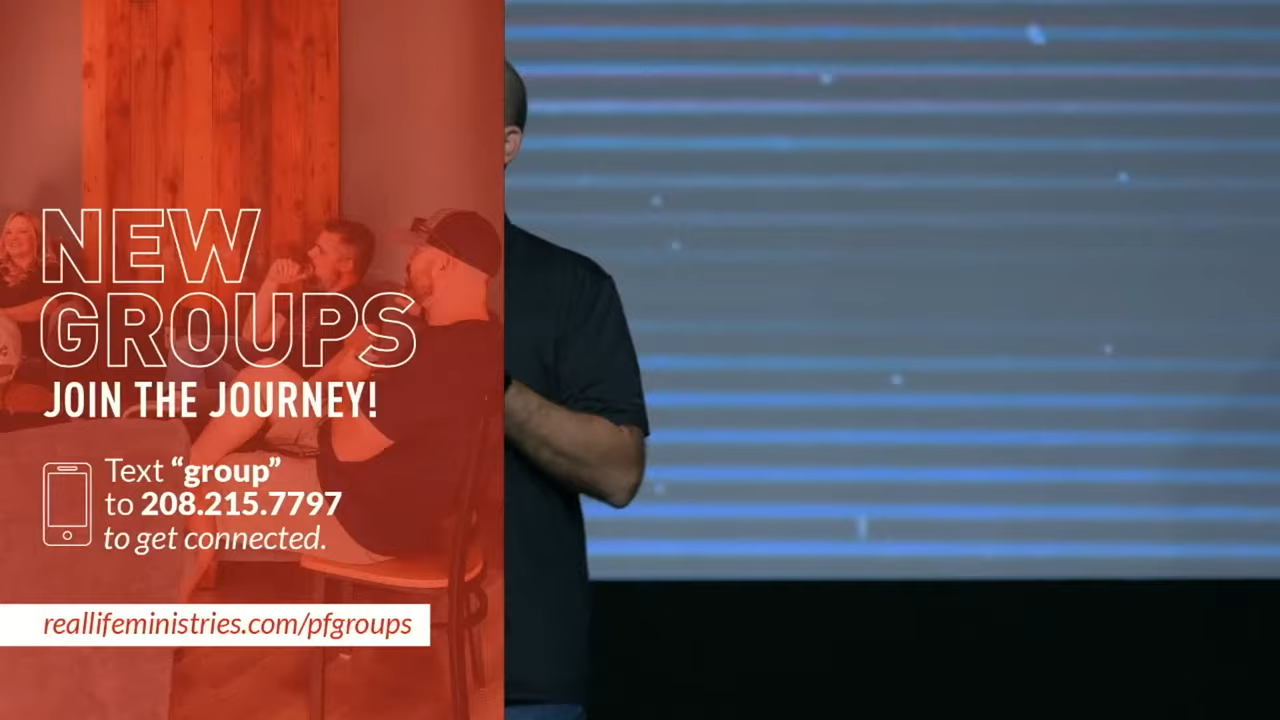 NEW
GROUPS
JOIN THE JOURNEY!
Text “group”
to 208.215.7797
to get connected.
reallifeministries.com/pfgroups